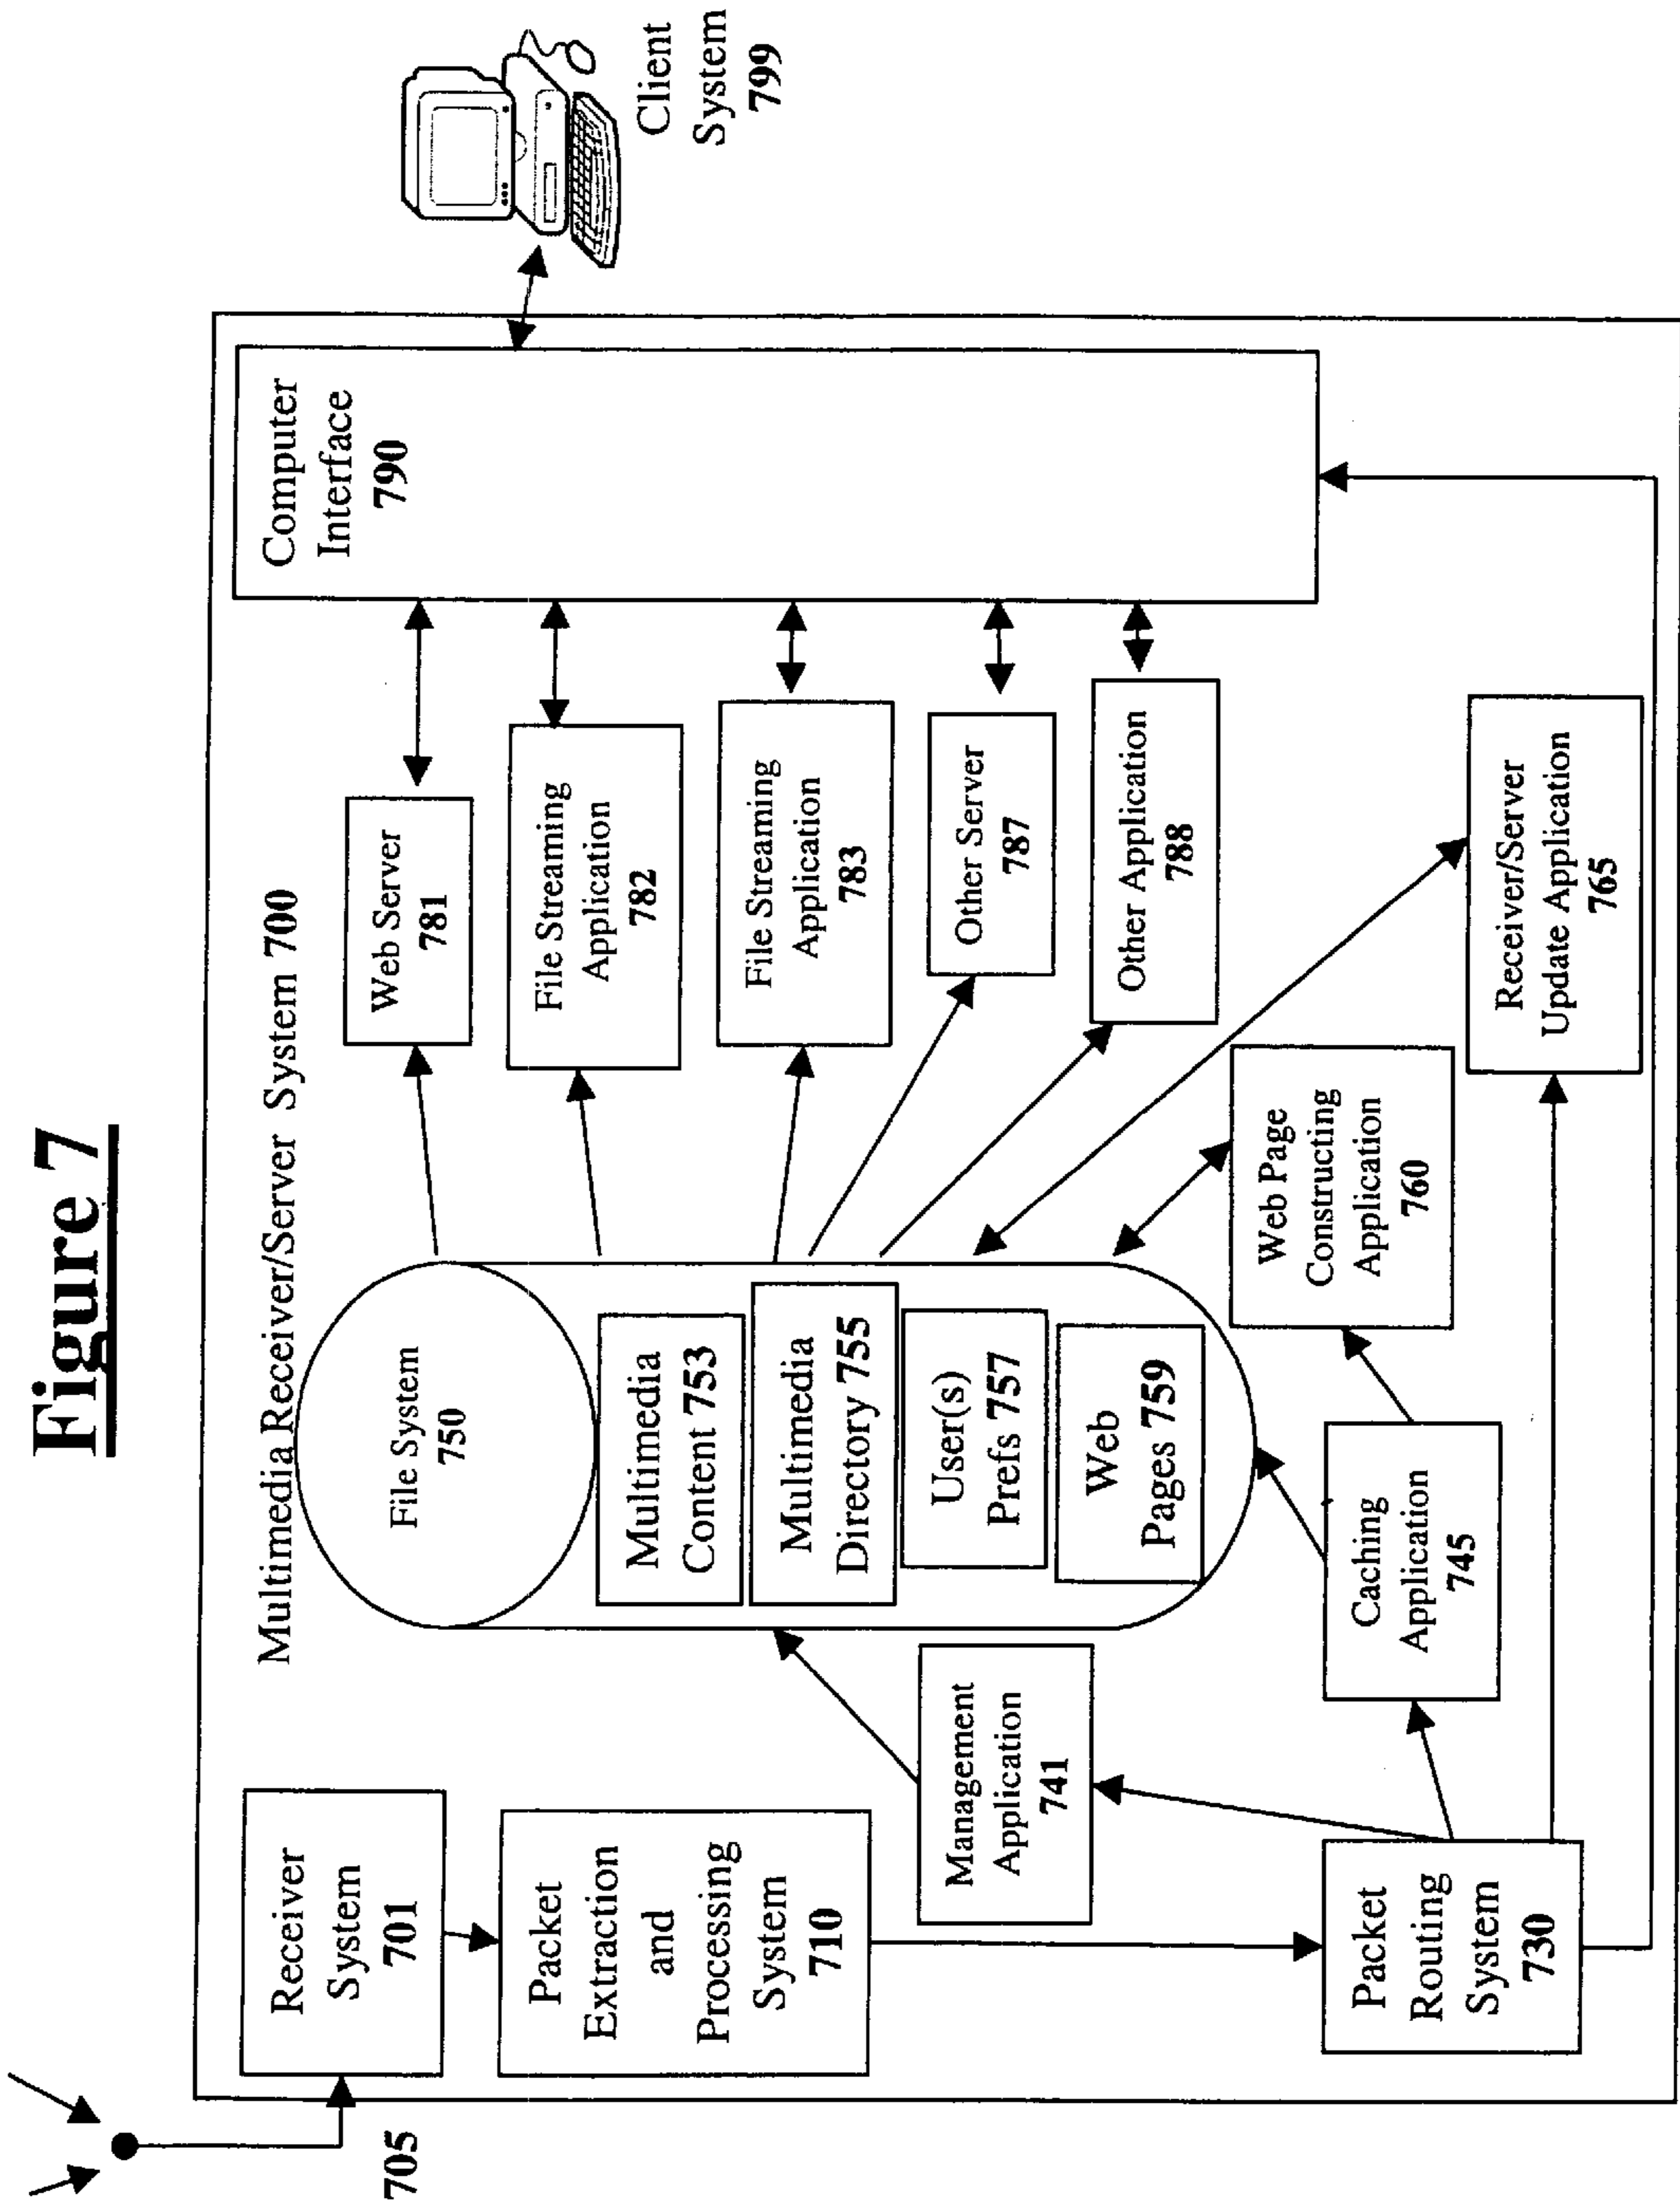 Figure 7
Multimedia Receiver/Server System 700
705
Receiver
System
701
Packet
Extraction
and
Processing
System
710
Packet
Routing
System
730
Management
Application
741
Caching
Application
745
File System
750
Multimedia
Content 753
Multimedia
Directory 755
User(s)
Prefs 757
Web
Pages 759
Web Page
Constructing
Application
760
Receiver/Server
Update Application
765
Web Server
781
File Streaming
Application
782
File Streaming
Application
783
Other Server
787
Other Application
788
Computer
Interface
790
Client
System
799